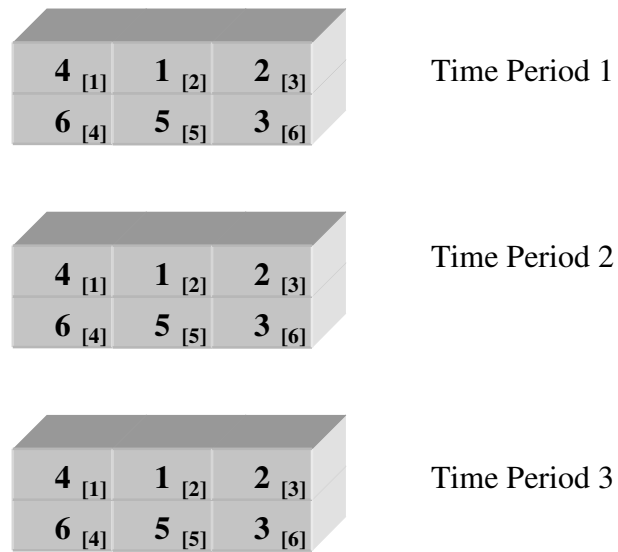 4 [1] 1 [2] 2 [3] Time Period 1
6 [4] 5 [5] 3 [6]
4 [1] 1 [2] 2 [3] Time Period 2
6 [4] 5 [5] 3 [6]
4 [1] 1 [2] 2 [3] Time Period 3
6 [4] 5 [5] 3 [6]